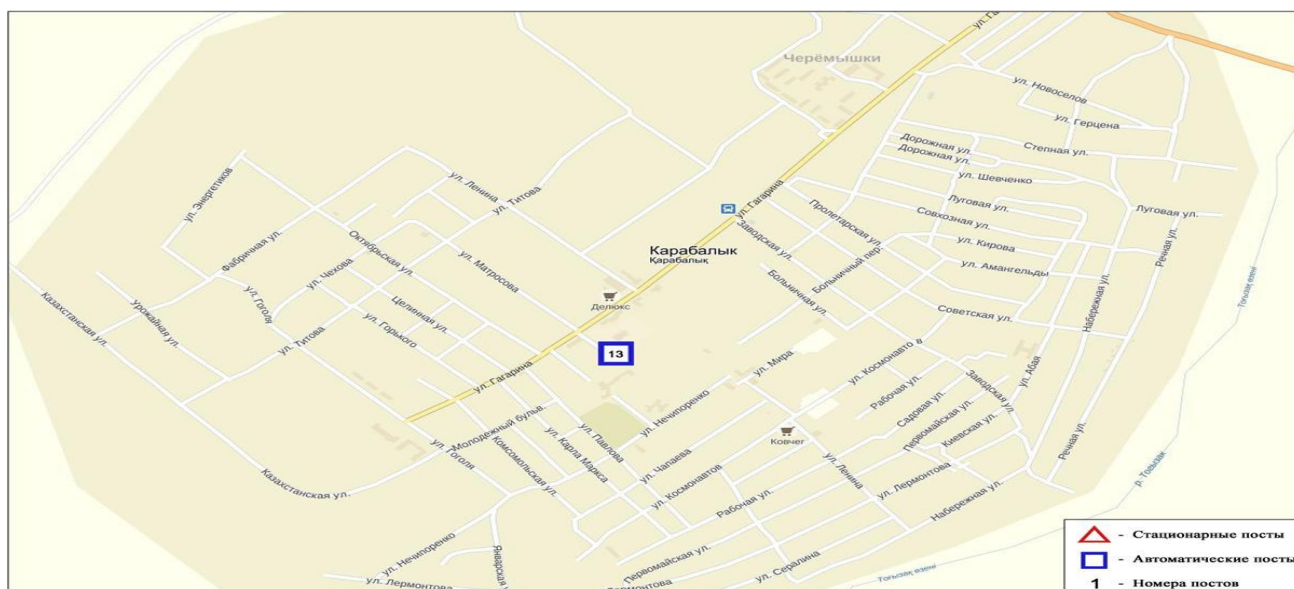 ул. Га
Черёмышки
ул. Новоселов
ул. Герцена
Степная ул.
Дорожная ул.
Дорожная ул.
ул. Шевченко
Луговая ул.
Луговая ул.
Совхозная ул.
ул. Кирова
ул. Амангельды
ул. Энергетиков
ул. Ленина
ул. Титова
ул. Гагарина
Пролетарская ул.
Заводская ул.
Больничный пер.
Больничная ул.
Речная ул.
Фабричная ул.
Октябрьская ул.
ул. Матросова
Карабалык
Қарабалық
ул. Чехова
Делюкс
Казахстанская ул.
Урожайная ул.
ул. Гоголя
Целинная ул.
ул. Горького
ул. Титова
Советская ул.
Набережная ул.
Тоғызақ өзені
13
ул. Гагарина
ул. Мира
ул. Космонавто в
ул. Абая
Рабочая ул.
Заводская ул.
Садовая ул.
Первомайская ул.
Киевская ул.
ул. Нечипоренко
Молодежный бульв.
ул. Павлова
ул. Карла Маркса
Комсомольская ул.
ул. Гоголя
Ковчег
ул. Чапаева
ул. Космонавтов
ул. Ленина
ул. Лермонтова
Рабочая ул.
Набережная ул.
Речная ул.
р. Тогызак
Казахстанская ул.
ул. Нечипоренко
Январская у
Первомайская ул.
ул. Сералина
ул. Лермонтова
Тоғызақ өзені
- Стационарные посты
- Автоматические посты
1 - Номера постов